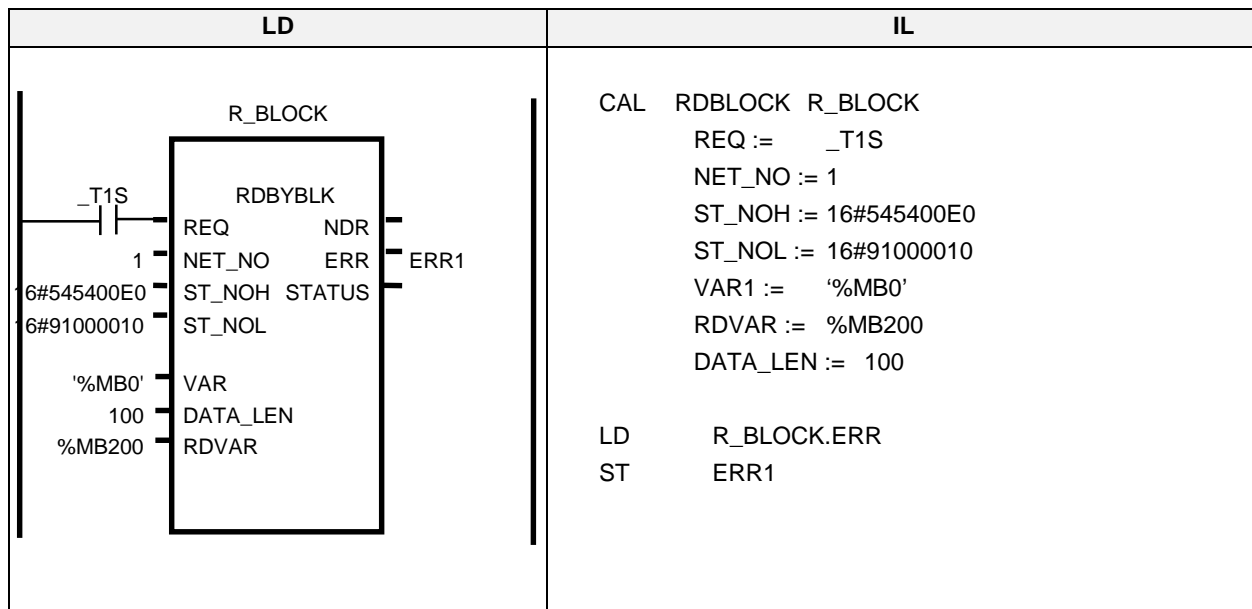 LD
IL
R_BLOCK
_T1S
RDBYBLK
REQ NDR
1 NET_NO ERR ERR1
16#545400E0 ST_NOH STATUS
16#91000010 ST_NOL
'%MB0' VAR
100 DATA_LEN
%MB200 RDVAR
CAL RDBLOCK R_BLOCK
REQ := _T1S
NET_NO := 1
ST_NOH := 16#545400E0
ST_NOL := 16#91000010
VAR1 := ‘%MB0’
RDVAR := %MB200
DATA_LEN := 100
LD R_BLOCK.ERR
ST ERR1